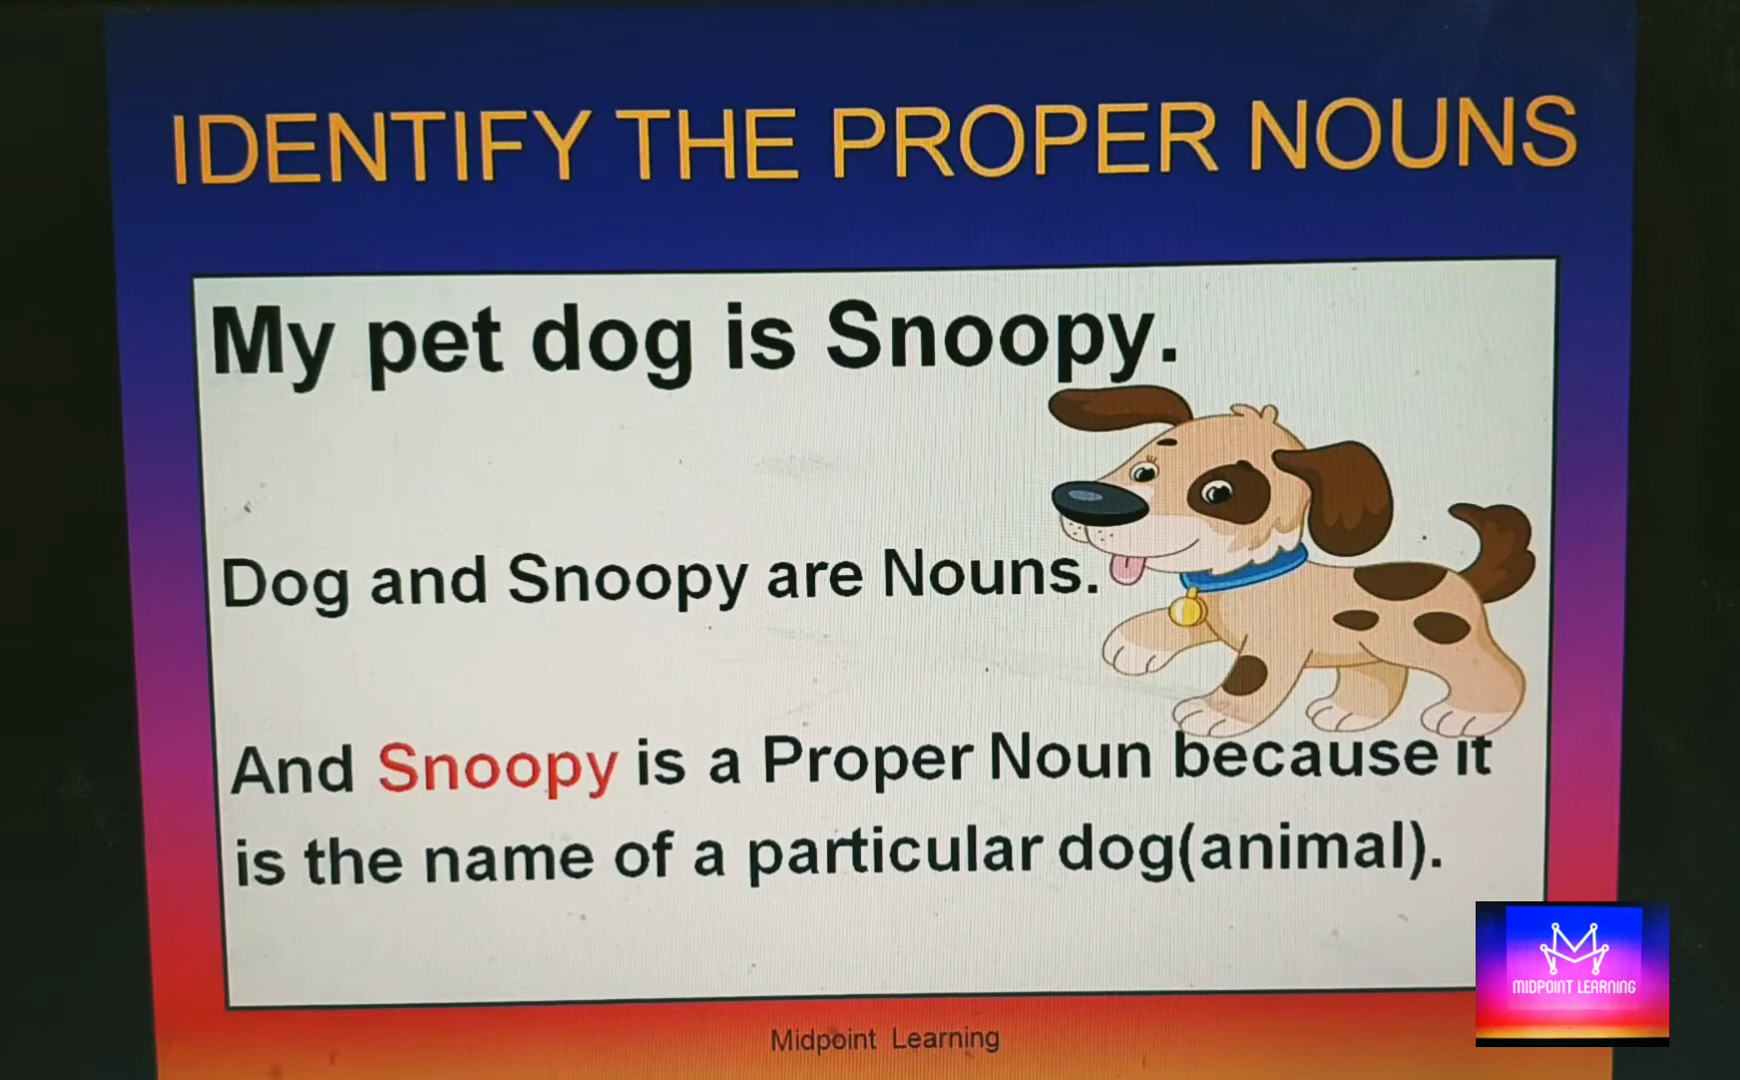 IDENTIFY THE PROPER NOUNS
My pet dog is Snoopy.
Dog and Snoopy are Nouns.
And Snoopy is a Proper Noun because it
is the name of a particular dog(animal).
MIDPOINT LEARNING
Midpoint Learning